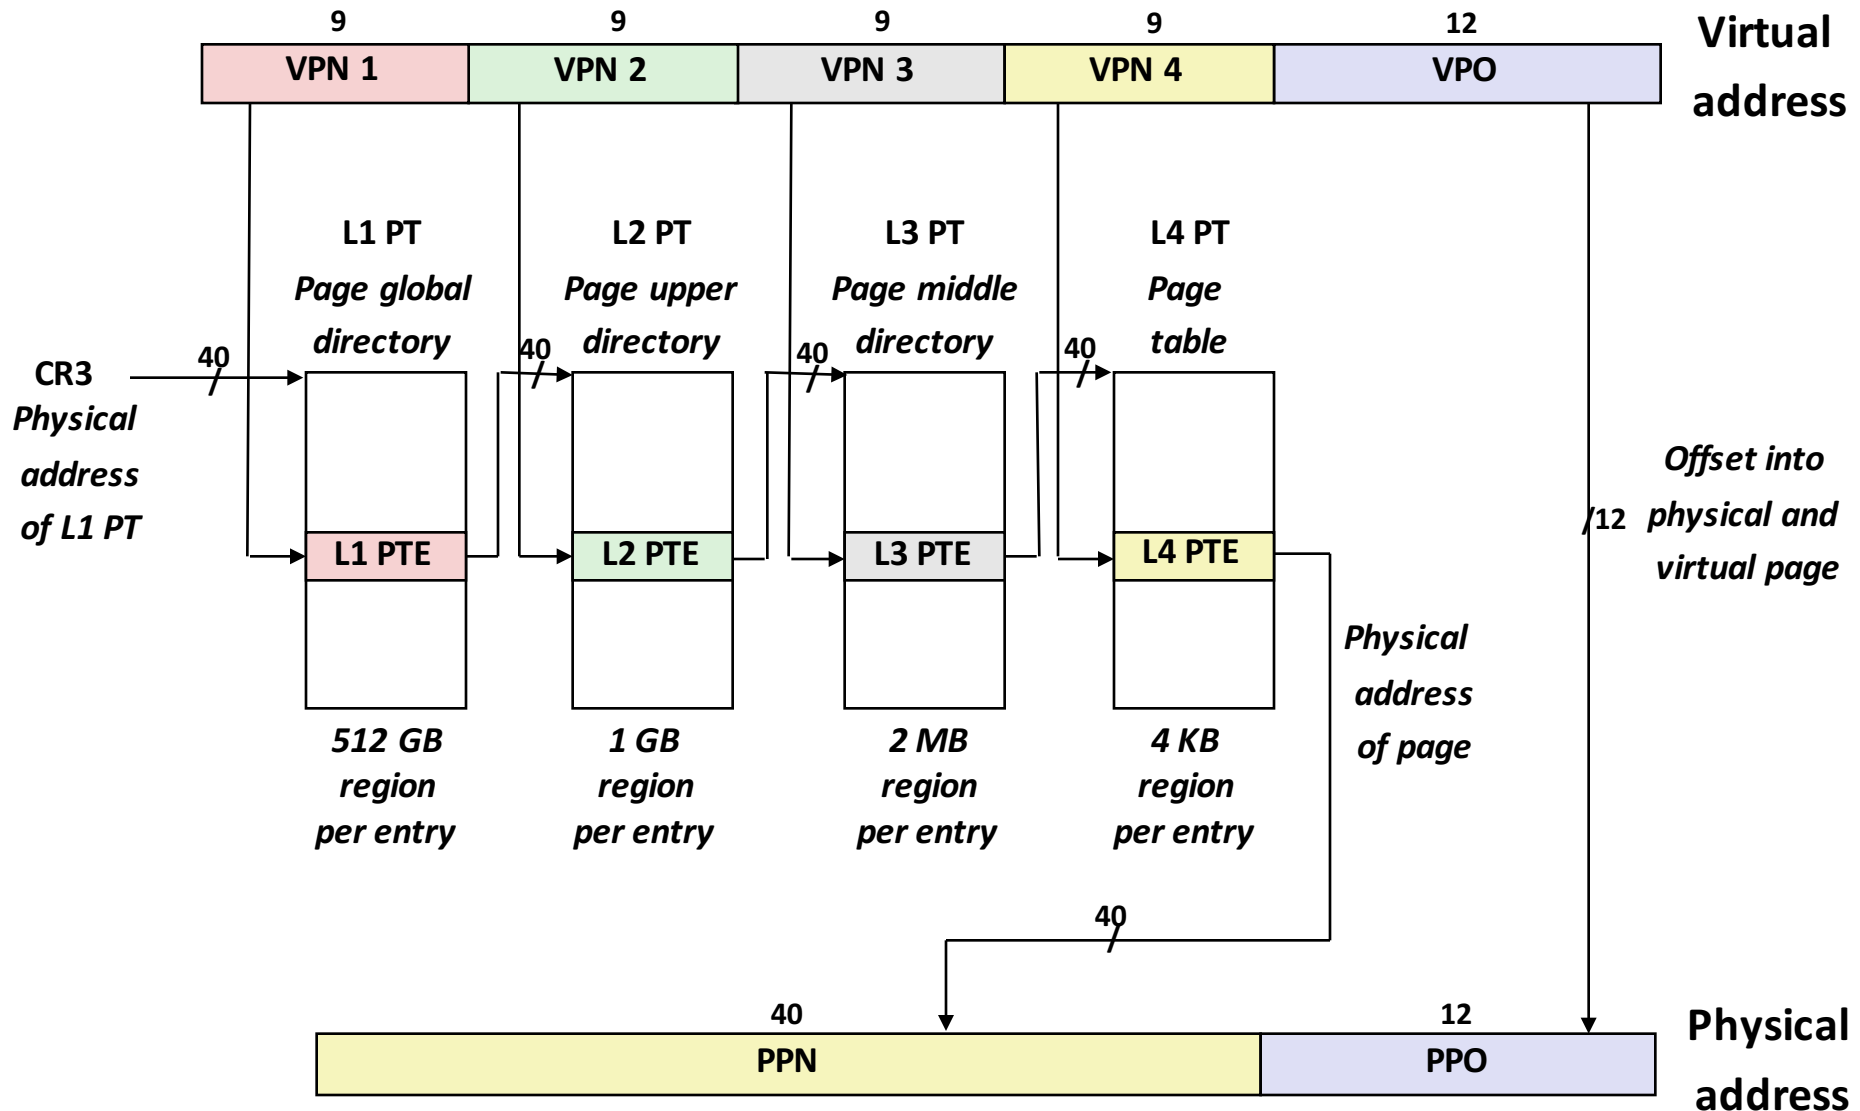 9
9
9
9
12
VPN 1
VPN 2
VPN 3
VPN 4
VPO
Virtual
address
L1 PT
Page global
directory
L2 PT
Page upper
directory
L3 PT
Page middle
directory
L4 PT
Page
table
CR3
Physical
address
of L1 PT
40
40
40
40
L1 PTE
L2 PTE
L3 PTE
L4 PTE
/12
Offset into
physical and
virtual page
512 GB
region
per entry
1 GB
region
per entry
2 MB
region
per entry
4 KB
region
per entry
Physical
address
of page
40
40
12
PPN
PPO
Physical
address